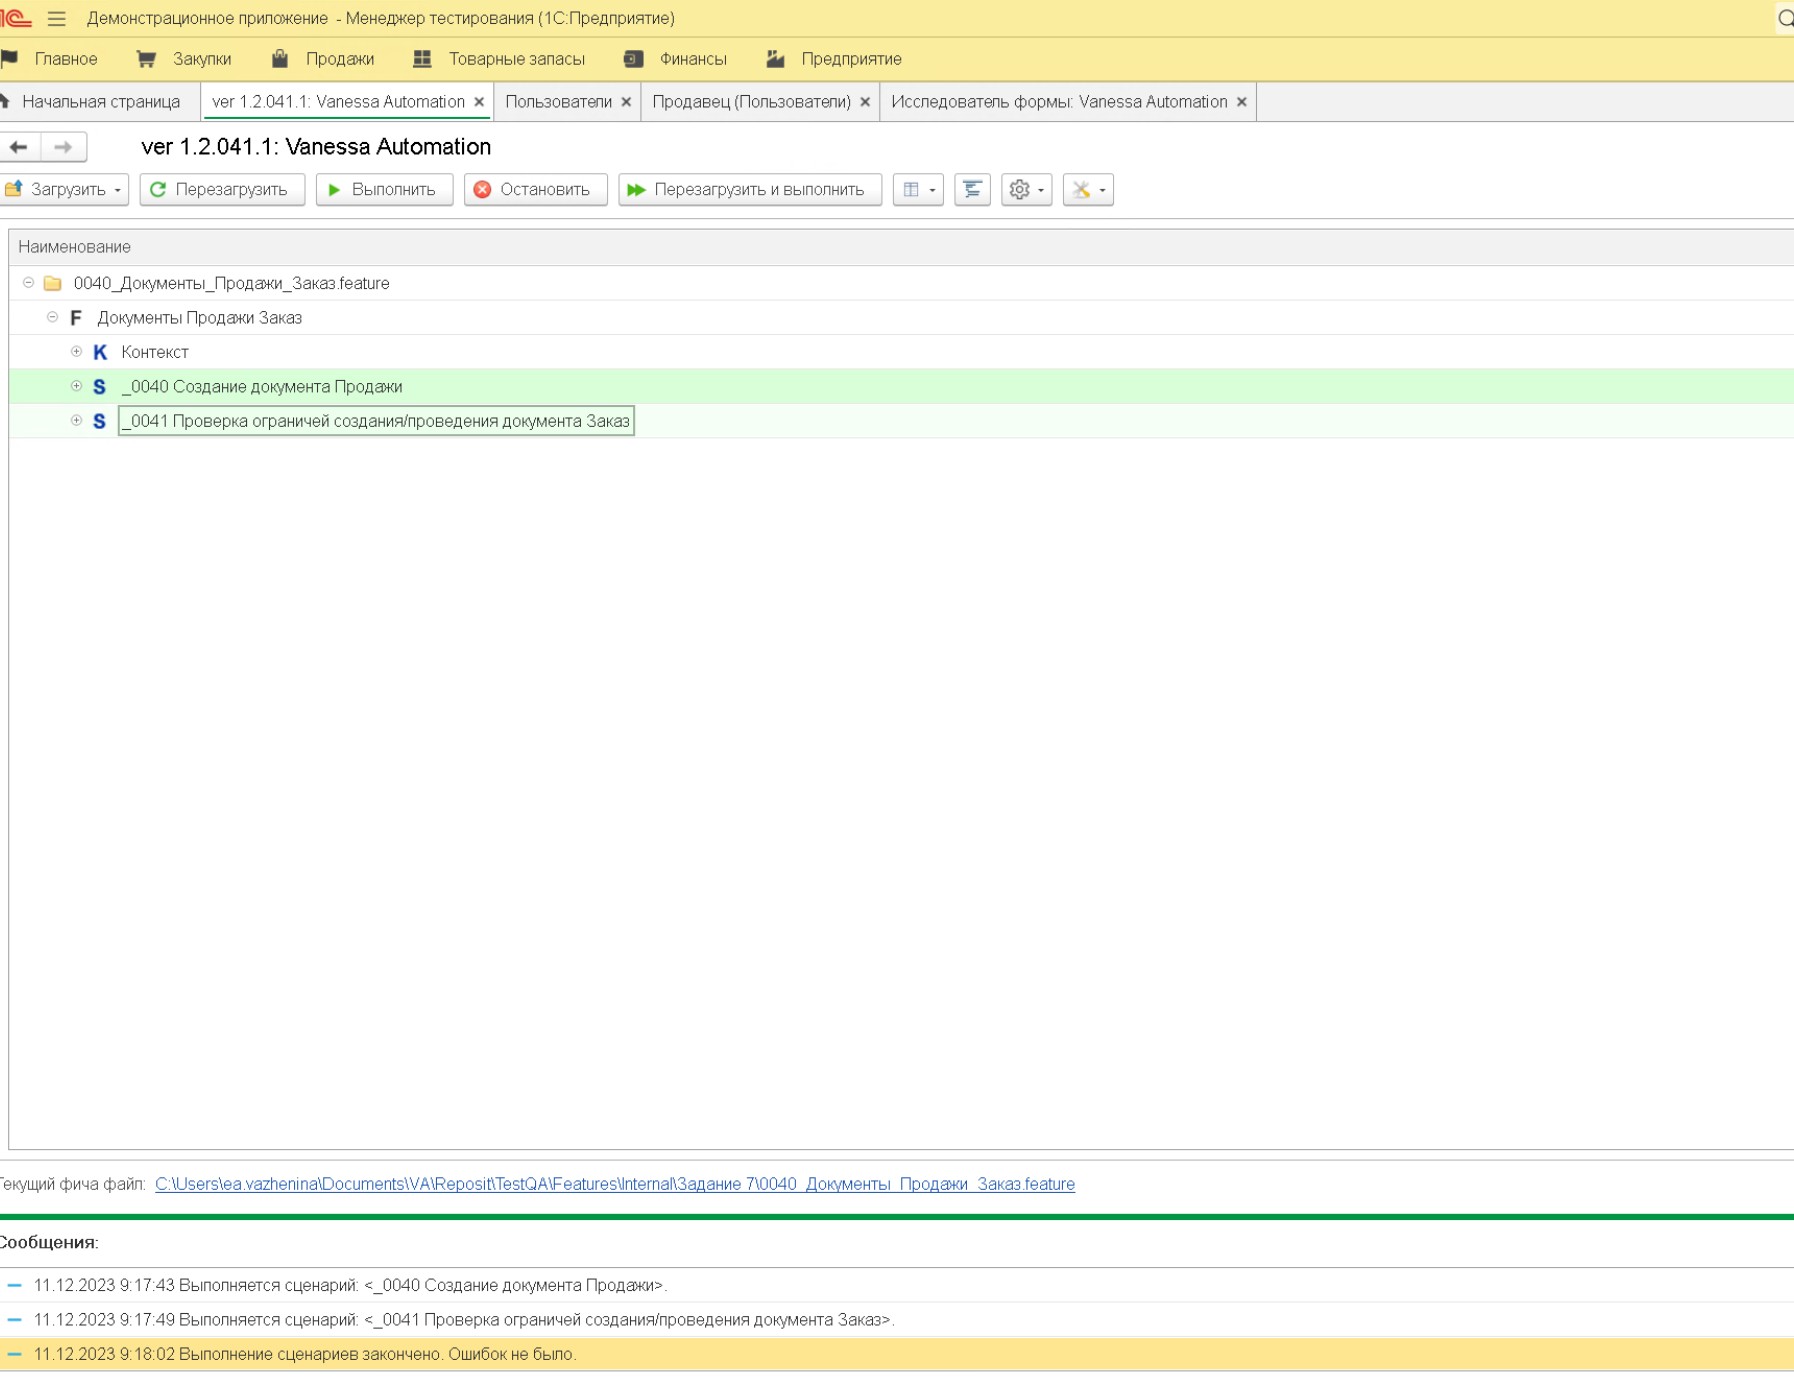 1С Демонстрационное приложение - Менеджер тестирования (1С:Предприятие)
Главное Закупки Продажи Товарные запасы Финансы Предприятие
Начальная страница ver 1.2.041.1: Vanessa Automation × Пользователи × Продавец (Пользователи) × Исследователь формы: Vanessa Automation ×
ver 1.2.041.1: Vanessa Automation
Загрузить Перезагрузить Выполнить Остановить Перезагрузить и выполнить
Наименование
0040_Документы_Продажи_Заказ.feature
F Документы Продажи Заказ
K Контекст
S _0040 Создание документа Продажи
S _0041 Проверка ограничей создания/проведения документа Заказ
Текущий фича файл: C:\Users\ea.vazhenina\Documents\VA\Reposit\TestQA\Features\Internal\Задание 7\0040_Документы_Продажи_Заказ.feature
Сообщения:
11.12.2023 9:17:43 Выполняется сценарий: <_0040 Создание документа Продажи>.
11.12.2023 9:17:49 Выполняется сценарий: <_0041 Проверка ограничей создания/проведения документа Заказ>.
11.12.2023 9:18:02 Выполнение сценариев закончено. Ошибок не было.